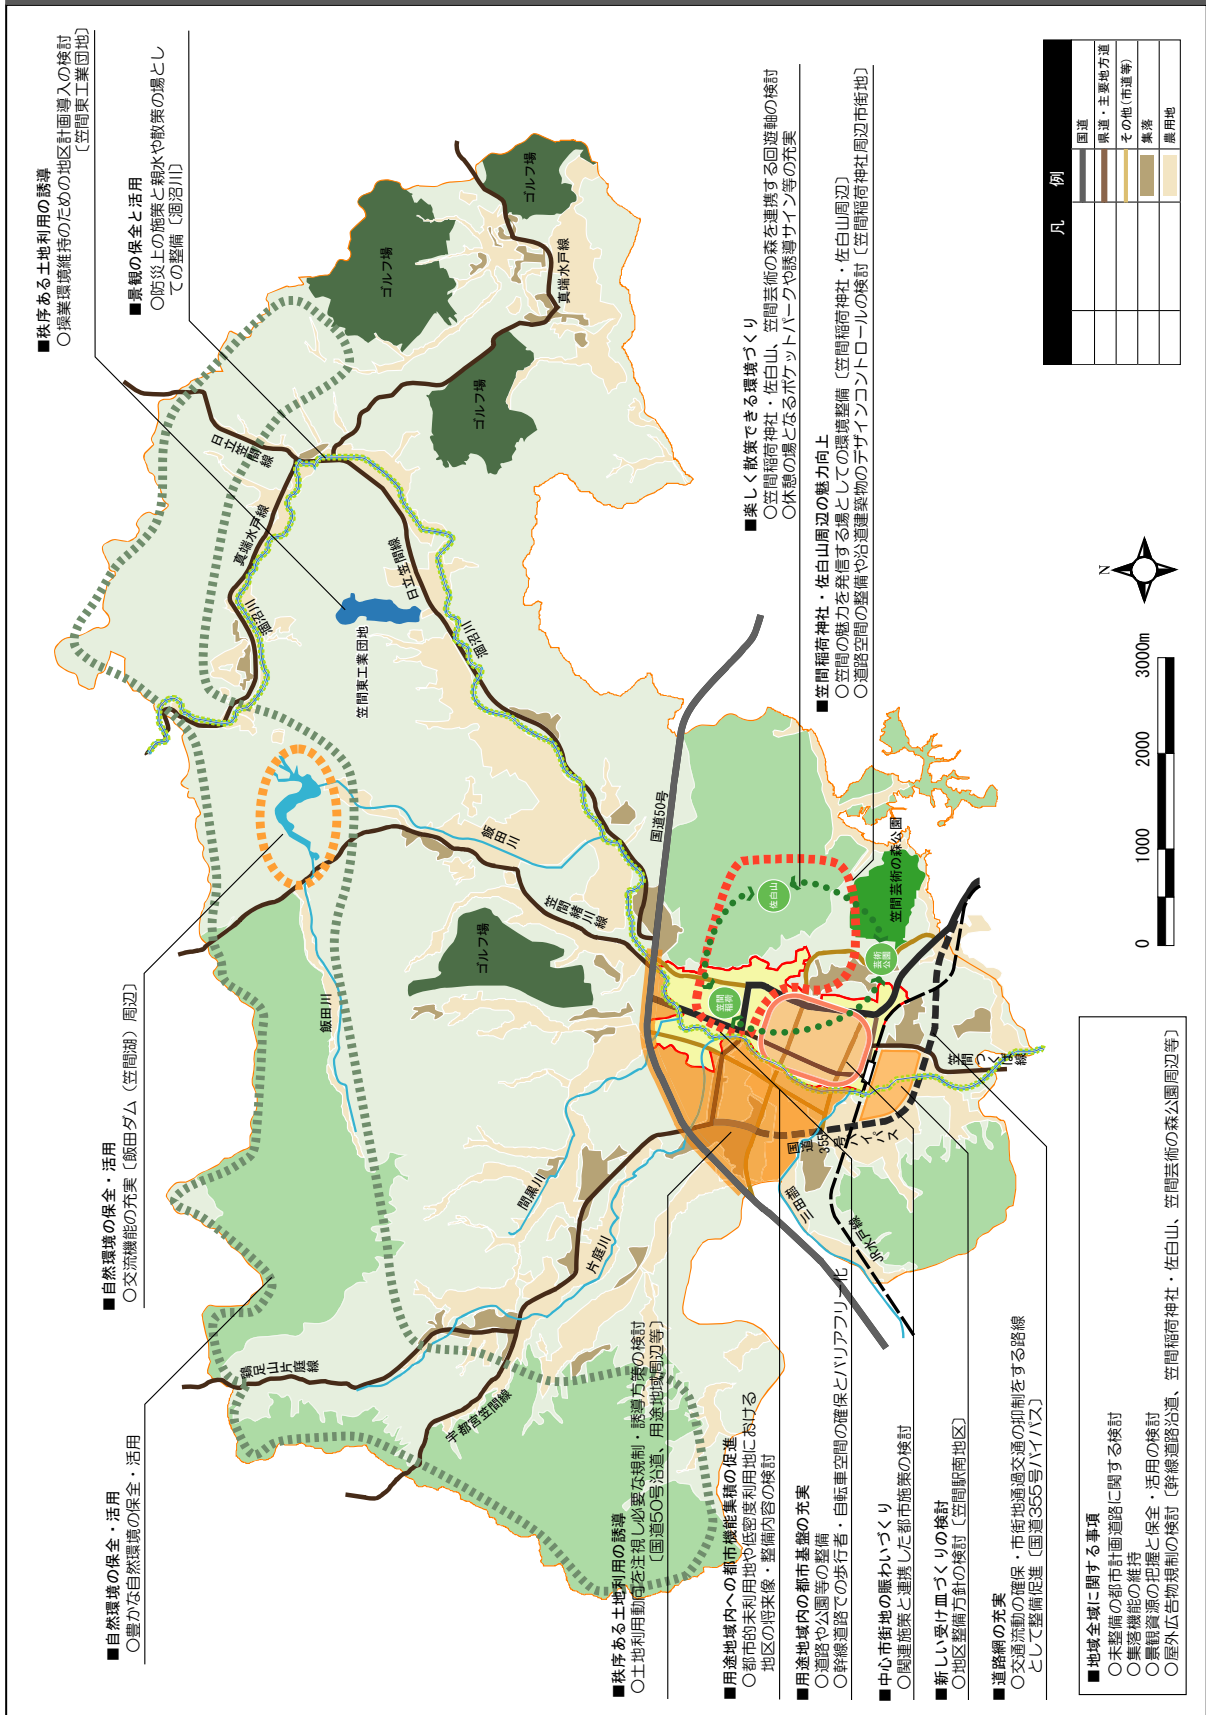 ■秩序ある土地利用の誘導
○操業環境維持のための地区計画導入の検討
〔笠間東工業団地〕
■景観の保全と活用
○防災上の施策と親水や散策の場とし
ての整備〔涸沼川〕
■自然環境の保全・活用
○交流機能の充実〔飯田ダム（笠間湖）周辺〕
■自然環境の保全・活用
○豊かな自然環境の保全・活用
■楽しく散策できる環境づくり
○笠間稲荷神社・佐白山、笠間芸術の森を連携する回遊軸の検討
○休憩の場となるポケットパークや誘導サイン等の充実
■笠間稲荷神社・佐白山周辺の魅力向上
○笠間の魅力を発信する場としての環境整備〔笠間稲荷神社・佐白山周辺〕
○道路空間の整備や沿道建築物のデザインコントロールの検討〔笠間稲荷神社周辺市街地〕
■秩序ある土地利用の誘導
○土地利用動向を注視し必要な規制・誘導方策の検討
〔国道50号沿道、用途地域周辺等〕
■用途地域内への都市機能集積の促進
○都市的未利用地や低密度利用地における
地区の将来像・整備内容の検討
■用途地域内の都市基盤の充実
○道路や公園等の整備
○幹線道路での歩行者・自転車空間の確保とバリアフリー化
■中心市街地の賑わいづくり
○関連施策と連携した都市施策の検討
■新しい受け皿づくりの検討
○地区整備方針の検討〔笠間駅南地区〕
■道路網の充実
○交流流動の確保・市街地通過交通の抑制をする路線
として整備促進〔国道355号バイパス〕
■地域全域に関する事項
○未整備の都市計画道路に関する検討
○集落機能の維持
○景観資源の把握と保全・活用の検討
○屋外広告物規制の検討〔幹線道路沿道、笠間稲荷神社・佐白山、笠間芸術の森公園周辺等〕
ゴルフ場
ゴルフ場
ゴルフ場
ゴルフ場
真端水戸線
日立笠間線
真端水戸線
涸沼川
日立笠間線
涸沼川
笠間東工業団地
飯田川
笠間緒川線
飯田川
国道50号
間黒川
片庭川
鶏足山片庭線
宇都宮笠間線
佐白山
笠間稲荷
芸術公園
笠間芸術の森公園
笠間つくば線
国道355号バイパス
稲田川
JR水戸線
凡例
国道
県道・主要地方道
その他（市道等）
集落
農用地
N
0 1000 2000 3000m